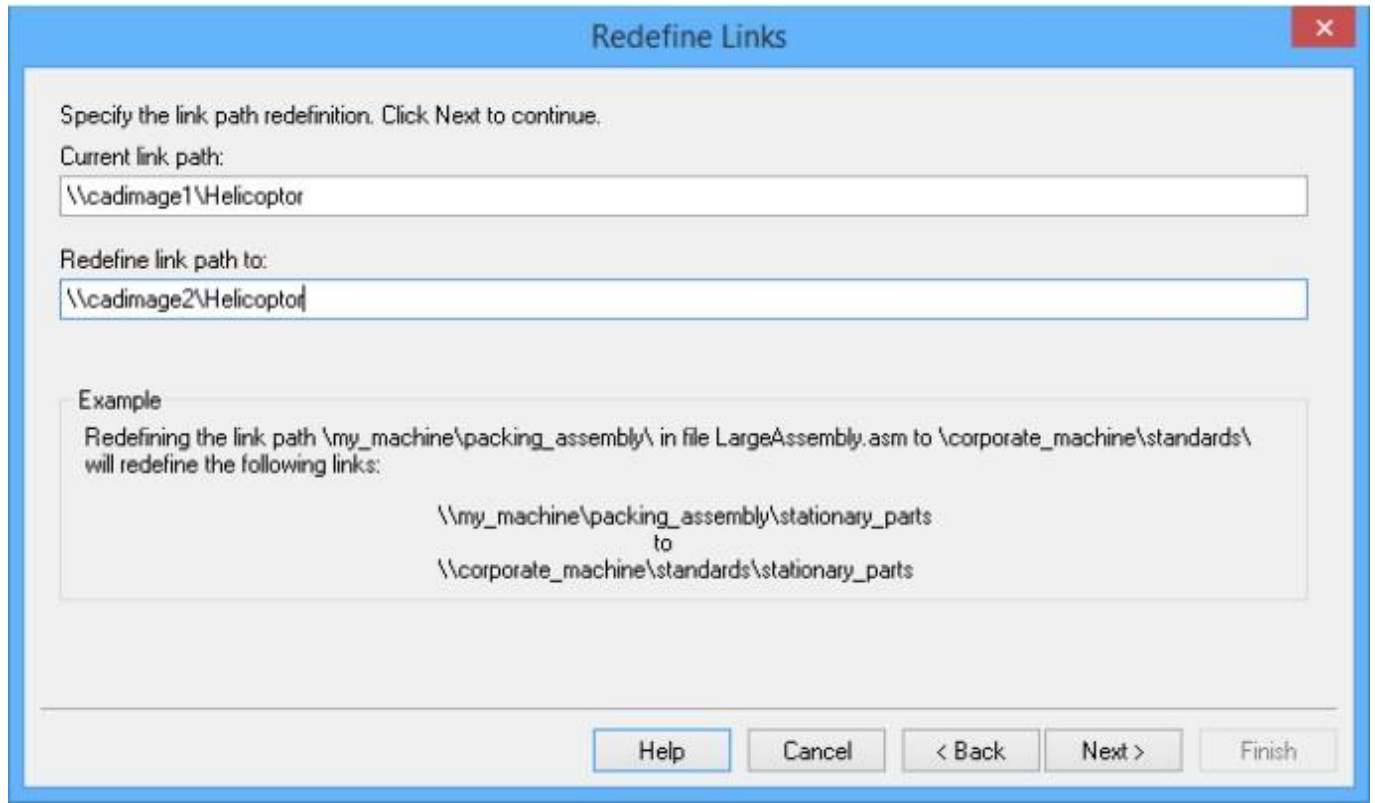 Redefine Links
x
Specify the link path redefinition. Click Next to continue.
Current link path:
\\cadimage1\Helicoptor
Redefine link path to:
\\cadimage2\Helicoptor
Example
Redefining the link path \my_machine\packing_assembly\ in file LargeAssembly.asm to \corporate_machine\standards\
will redefine the following links:
\\my_machine\packing_assembly\stationary_parts
to
\\corporate_machine\standards\stationary_parts
Help
Cancel
< Back
Next >
Finish